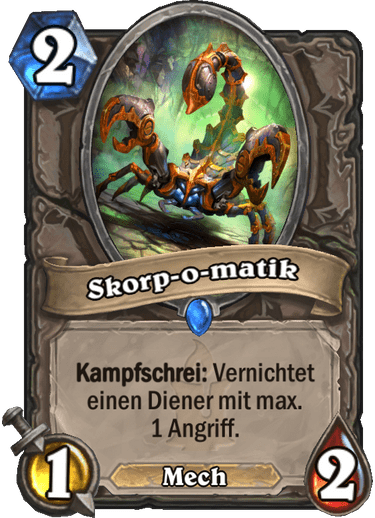 2
Skorp-o-matik
Kampfschrei: Vernichtet
einen Diener mit max.
1 Angriff.
1
Mech
2